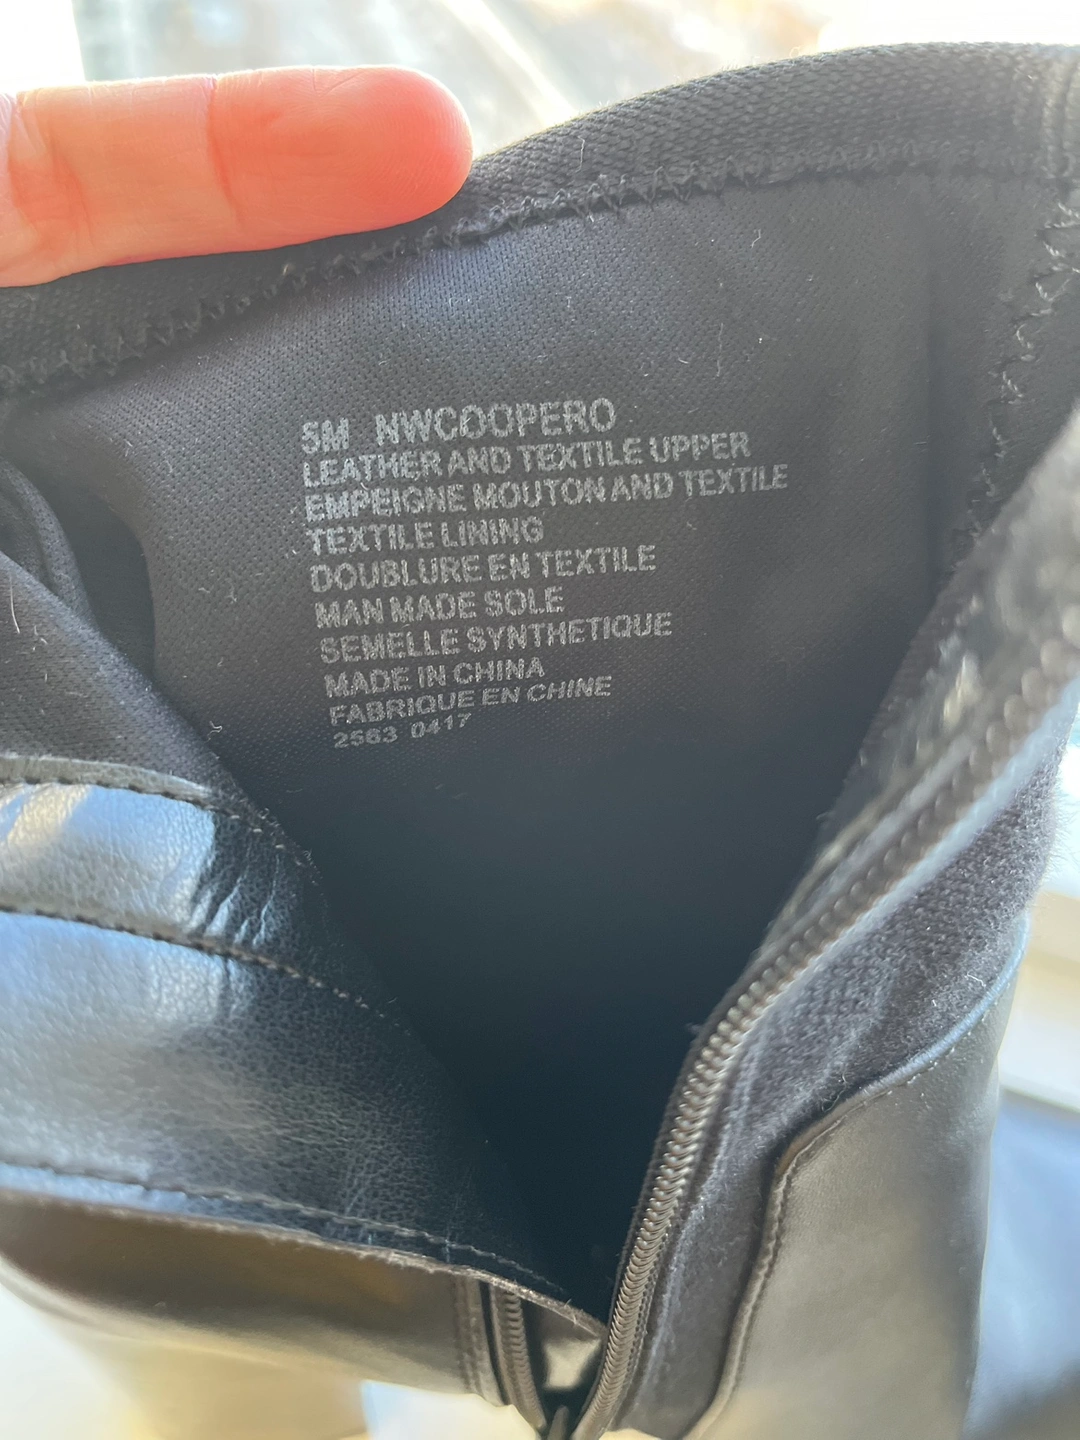 5M NWCOOPERO
LEATHER AND TEXTILE UPPER
EMPEIGNE MOUTON AND TEXTILE
TEXTILE LINING
DOUBLURE EN TEXTILE
MAN MADE SOLE
SEMELLE SYNTHETIQUE
MADE IN CHINA
FABRIQUE EN CHINE
2563 0417